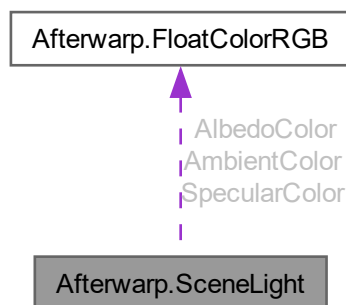 Afterwarp.FloatColorRGB
AlbedoColor
AmbientColor
SpecularColor
Afterwarp.SceneLight